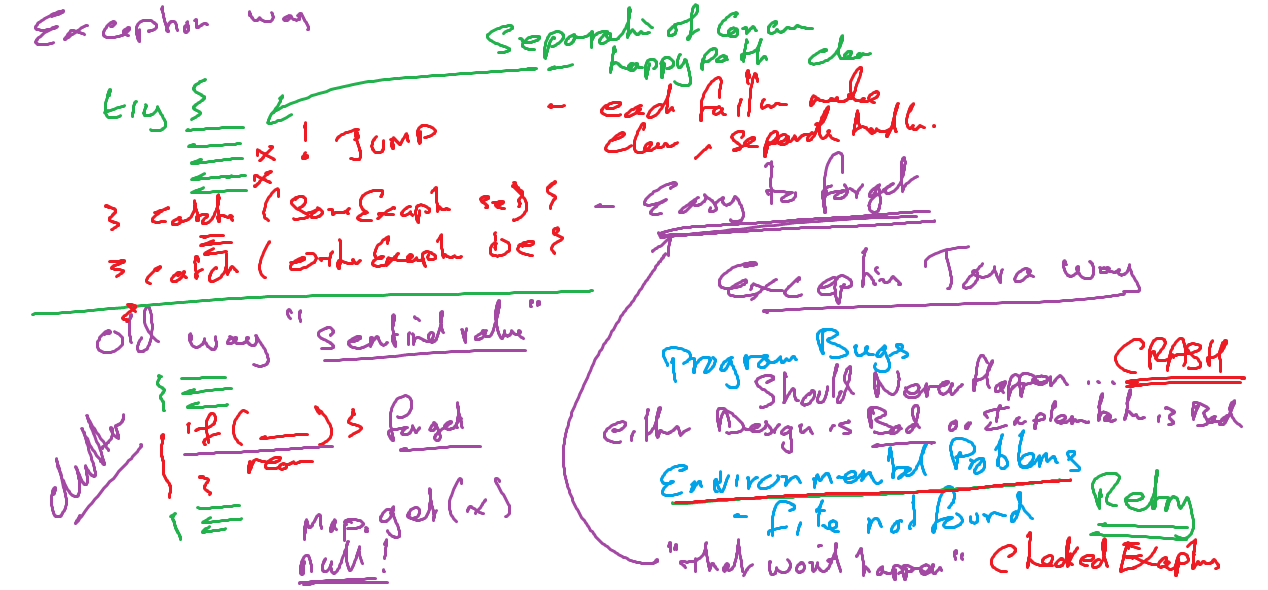 Exception way
try {
x ! JUMP
x
} catch (SomeException se) {
} catch (OtherException oe {
}
Separation of Concern
- happy path clear
- each failure make
clear, separate handler.
- Easy to forget
Old way "sentinel value"
{
if ( ___ ) { forget
recover
}
{
clutter
map.get(x)
null!
Exception Java way
Program Bugs
Should Never Happen ... CRASH
either Design is Bad or Implementation is Bad
Environmental Problems
- file not found Retry
"that won't happen" Checked Exceptions